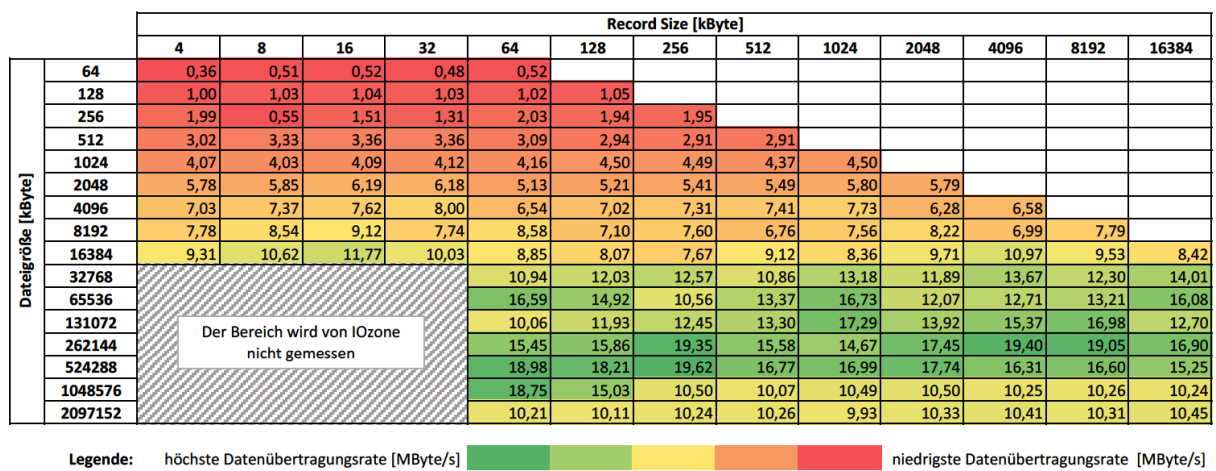 Record Size [kByte]
4 8 16 32 64 128 256 512 1024 2048 4096 8192 16384
Dateigröße [kByte]
64 0,36 0,51 0,52 0,48 0,52
128 1,00 1,03 1,04 1,03 1,02 1,05
256 1,99 0,55 1,51 1,31 2,03 1,94 1,95
512 3,02 3,33 3,36 3,36 3,09 2,94 2,91 2,91
1024 4,07 4,03 4,09 4,12 4,16 4,50 4,49 4,37 4,50
2048 5,78 5,85 6,19 6,18 5,13 5,21 5,41 5,49 5,80 5,79
4096 7,03 7,37 7,62 8,00 6,54 7,02 7,31 7,41 7,73 6,28 6,58
8192 7,78 8,54 9,12 7,74 8,58 7,10 7,60 6,76 7,56 8,22 6,99 7,79
16384 9,31 10,62 11,77 10,03 8,85 8,07 7,67 9,12 8,36 9,71 10,97 9,53 8,42
32768 10,94 12,03 12,57 10,86 13,18 11,89 13,67 12,30 14,01
65536 16,59 14,92 10,56 13,37 16,73 12,07 12,71 13,21 16,08
131072 10,06 11,93 12,45 13,30 17,29 13,92 15,37 16,98 12,70
Der Bereich wird von IOzone
nicht gemessen
262144 15,45 15,86 19,35 15,58 14,67 17,45 19,40 19,05 16,90
524288 18,98 18,21 19,62 16,77 16,99 17,74 16,31 16,60 15,25
1048576 18,75 15,03 10,50 10,07 10,49 10,50 10,25 10,26 10,24
2097152 10,21 10,11 10,24 10,26 9,93 10,33 10,41 10,31 10,45
Legende: höchste Datenübertragungsrate [MByte/s] niedrigste Datenübertragungsrate [MByte/s]